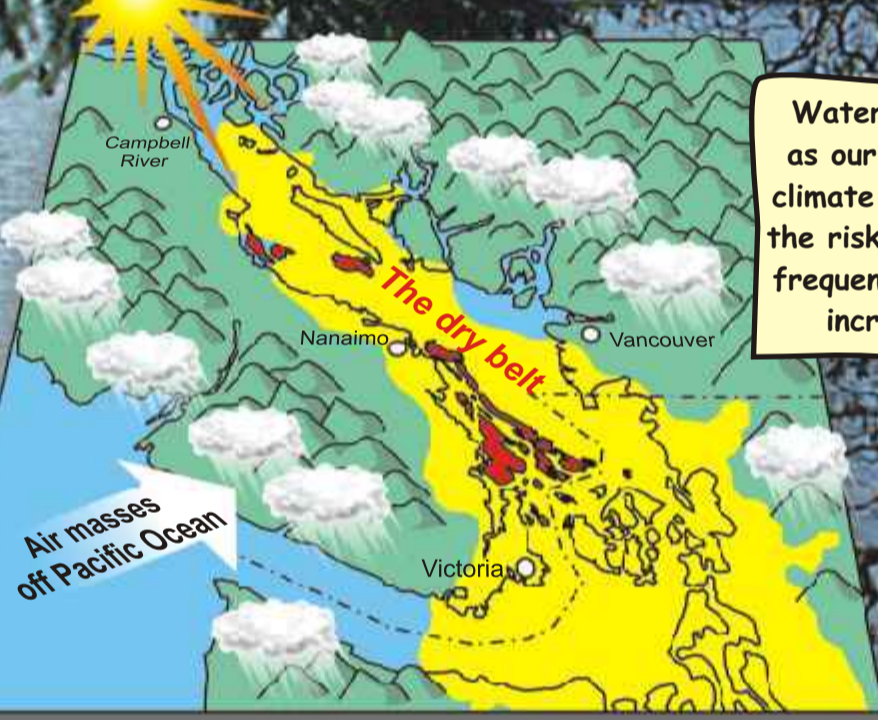 Campbell
River
Water
as our
climate
the risk
frequen
incr
The dry belt
Nanaimo
Vancouver
Air masses
off Pacific Ocean
Victoria